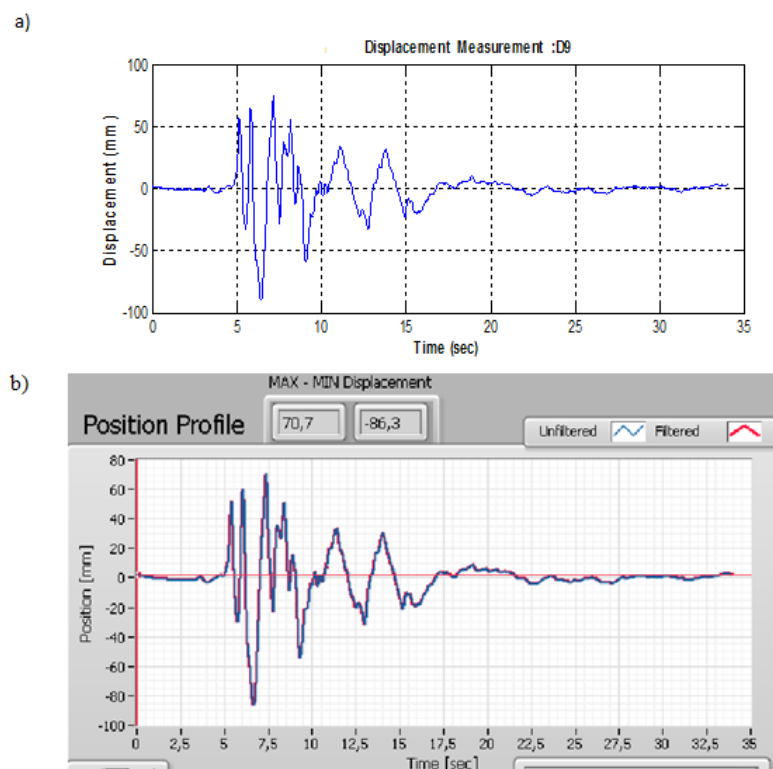 a)
Displacement Measurement :D9
100
50
0
-50
-100
Displacement (mm )
0 5 10 15 20 25 30 35
Time (sec)
b)
MAX - MIN Displacement
Position Profile 70,7 -86,3 Unfiltered Filtered
80
60
40
20
0
-20
-40
-60
-80
-100
Position [mm]
0 2,5 5 7,5 10 12,5 15 17,5 20 22,5 25 27,5 30 32,5 35
Time [sec]